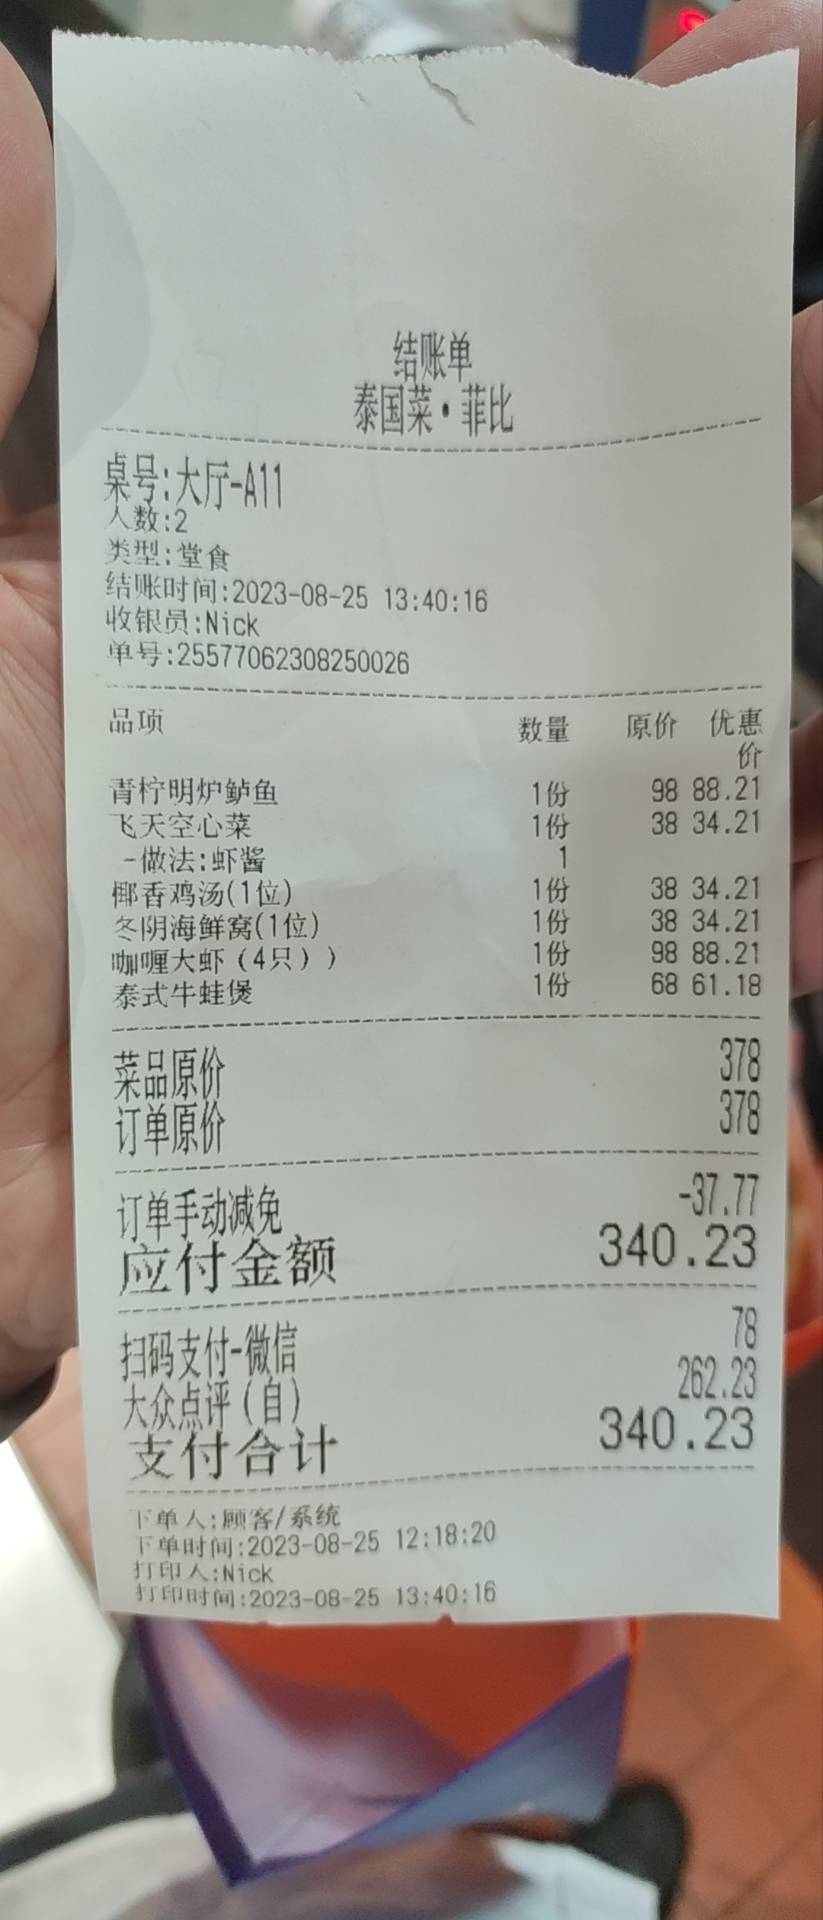 结账单
泰国菜·菲比
桌号:大厅-A11
人数:2
类型:堂食
结账时间:2023-08-25 13:40:16
收银员:Nick
单号:25577062308250026
品项 数量 原价 优惠价
青柠明炉鲈鱼 1份 98 88.21
飞天空心菜 1份 38 34.21
-做法:虾酱 1
椰香鸡汤(1位) 1份 38 34.21
冬阴海鲜窝(1位) 1份 38 34.21
咖喱大虾（4只）） 1份 98 88.21
泰式牛蛙煲 1份 68 61.18
菜品原价 378
订单原价 378
订单手动减免 -37.77
应付金额 340.23
扫码支付-微信 78
大众点评(自) 262.23
支付合计 340.23
下单人:顾客/系统
下单时间:2023-08-25 12:18:20
打印人:Nick
打印时间:2023-08-25 13:40:16